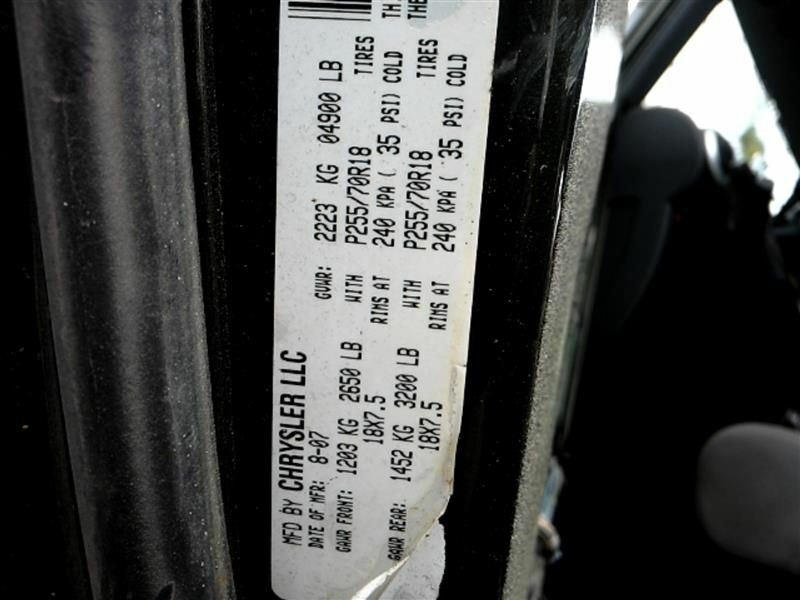 MFD BY CHRYSLER LLC
DATE OF MFR: 8-07 GVWR: 2223 KG 04900 LB
GAWR FRONT: 1203 KG 2650 LB WITH P255/70R18 TIRES
18X7.5 RIMS AT 240 KPA ( 35 PSI) COLD
GAWR REAR: 1452 KG 3200 LB WITH P255/70R18 TIRES
18X7.5 RIMS AT 240 KPA ( 35 PSI) COLD